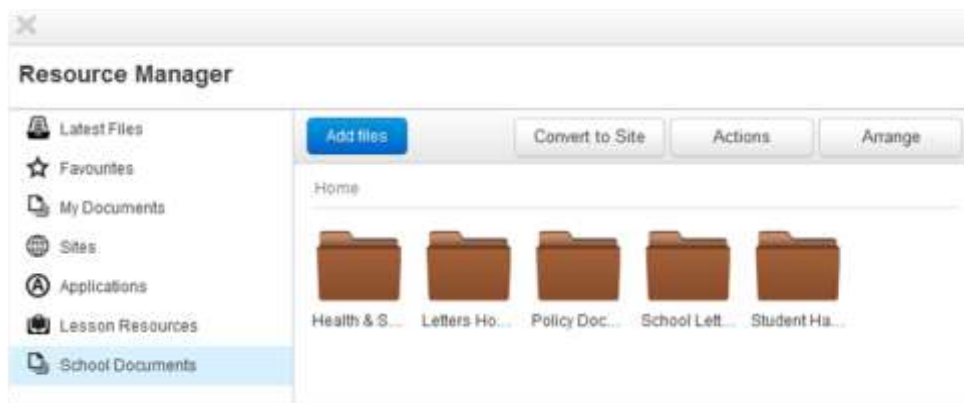 Resource Manager
Latest Files
Favourites
My Documents
Sites
Applications
Lesson Resources
School Documents
Add files Convert to Site Actions Arrange
Home
Health & S... Letters Ho... Policy Doc... School Lett... Student Ha...